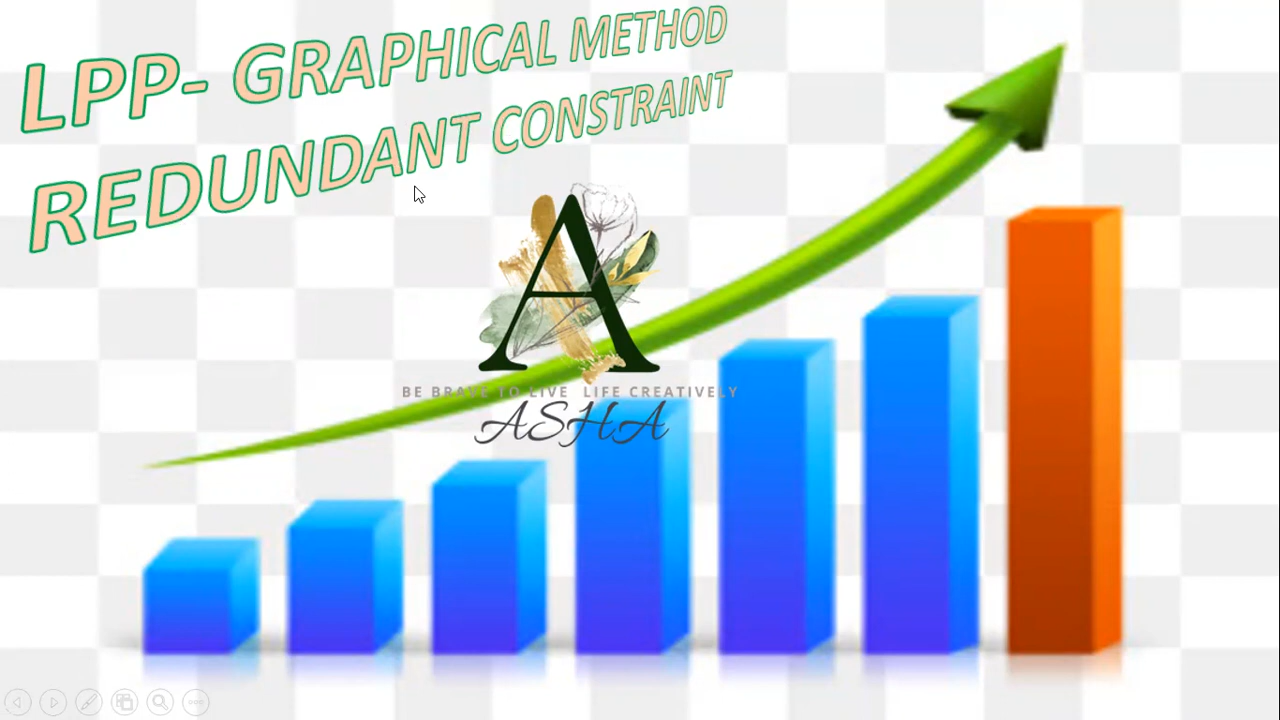 LPP- GRAPHICAL METHOD
REDUNDANT CONSTRAINT
A
BE BRAVE TO LIVE LIFE CREATIVELY
ASHA